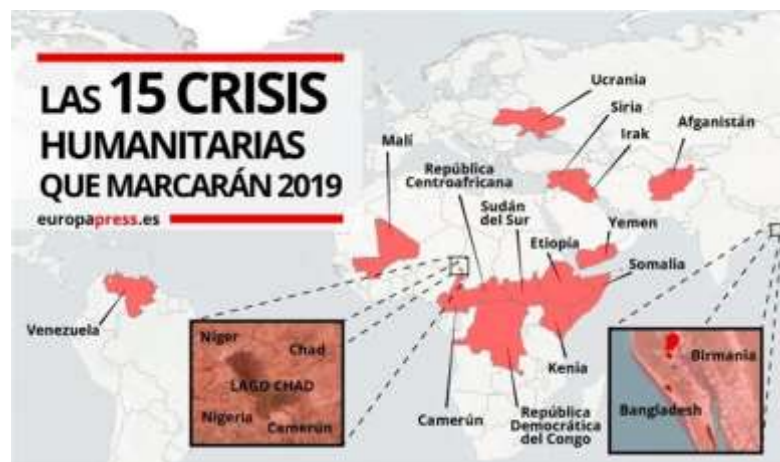 LAS 15 CRISIS
HUMANITARIAS
QUE MARCARÁN 2019
europapress.es
Ucrania
Siria
Irak
Afganistán
Malí
República
Centroafricana
Sudán
del Sur
Etiopía
Yemen
Somalia
Venezuela
Níger
Chad
LAGO CHAD
Nigeria
Camerún
Camerún
República
Democrática
del Congo
Kenia
Birmania
Bangladesh